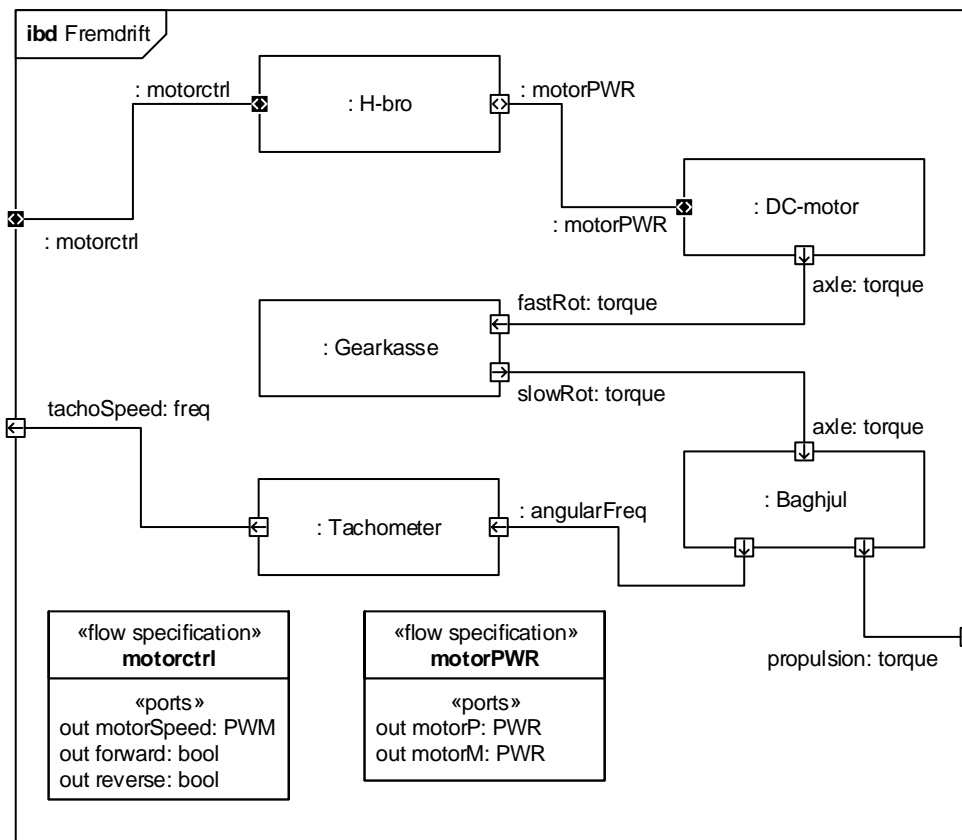 ibd Fremdrift
: motorctrl
: H-bro
: motorPWR
: DC-motor
: motorctrl
: motorPWR
axle: torque
fastRot: torque
: Gearkasse
slowRot: torque
tachoSpeed: freq
axle: torque
: Baghjul
: Tachometer
: angularFreq
propulsion: torque
«flow specification»
motorctrl
«ports»
out motorSpeed: PWM
out forward: bool
out reverse: bool
«flow specification»
motorPWR
«ports»
out motorP: PWR
out motorM: PWR